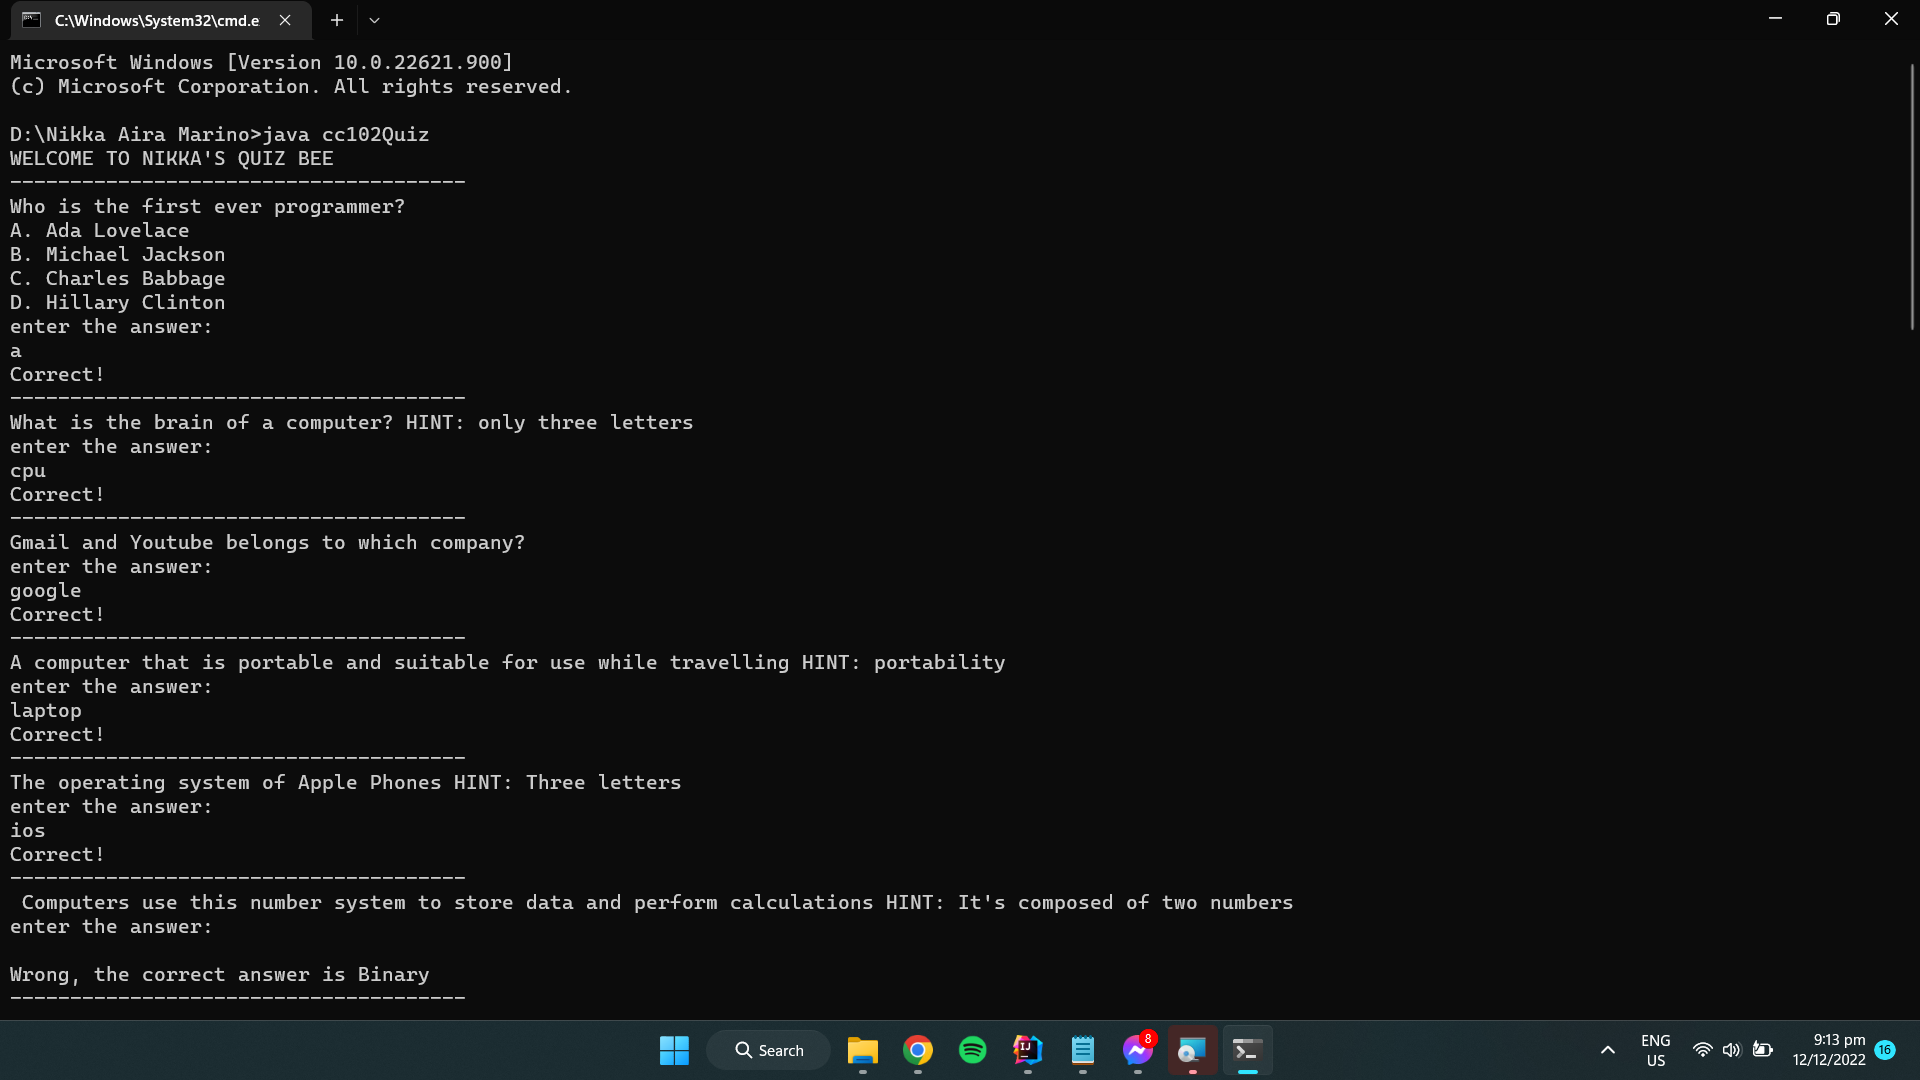 C:\Windows\System32\cmd.e
Microsoft Windows [Version 10.0.22621.900]
(c) Microsoft Corporation. All rights reserved.
D:\Nikka Aira Marino>java cc102Quiz
WELCOME TO NIKKA'S QUIZ BEE
--------------------------------------
Who is the first ever programmer?
A. Ada Lovelace
B. Michael Jackson
C. Charles Babbage
D. Hillary Clinton
enter the answer:
a
Correct!
--------------------------------------
What is the brain of a computer? HINT: only three letters
enter the answer:
cpu
Correct!
--------------------------------------
Gmail and Youtube belongs to which company?
enter the answer:
google
Correct!
--------------------------------------
A computer that is portable and suitable for use while travelling HINT: portability
enter the answer:
laptop
Correct!
--------------------------------------
The operating system of Apple Phones HINT: Three letters
enter the answer:
ios
Correct!
--------------------------------------
 Computers use this number system to store data and perform calculations HINT: It's composed of two numbers
enter the answer:
Wrong, the correct answer is Binary
--------------------------------------
Search
IJ
8
ENG
US
9:13 pm
12/12/2022
16